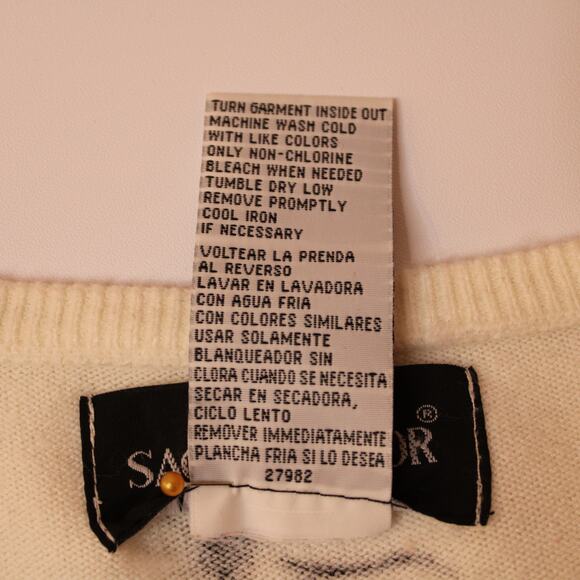 TURN GARMENT INSIDE OUT
MACHINE WASH COLD
WITH LIKE COLORS
ONLY NON-CHLORINE
BLEACH WHEN NEEDED
TUMBLE DRY LOW
REMOVE PROMPTLY
COOL IRON
IF NECESSARY
VOLTEAR LA PRENDA
AL REVERSO
LAVAR EN LAVADORA
CON AGUA FRIA
CON COLORES SIMILARES
USAR SOLAMENTE
BLANQUEADOR SIN
CLORA CUANDO SE NECESITA
SECAR EN SECADORA,
CICLO LENTO
REMOVER IMMEDIATAMENTE
PLANCHA FRIA SI LO DESEA
27982